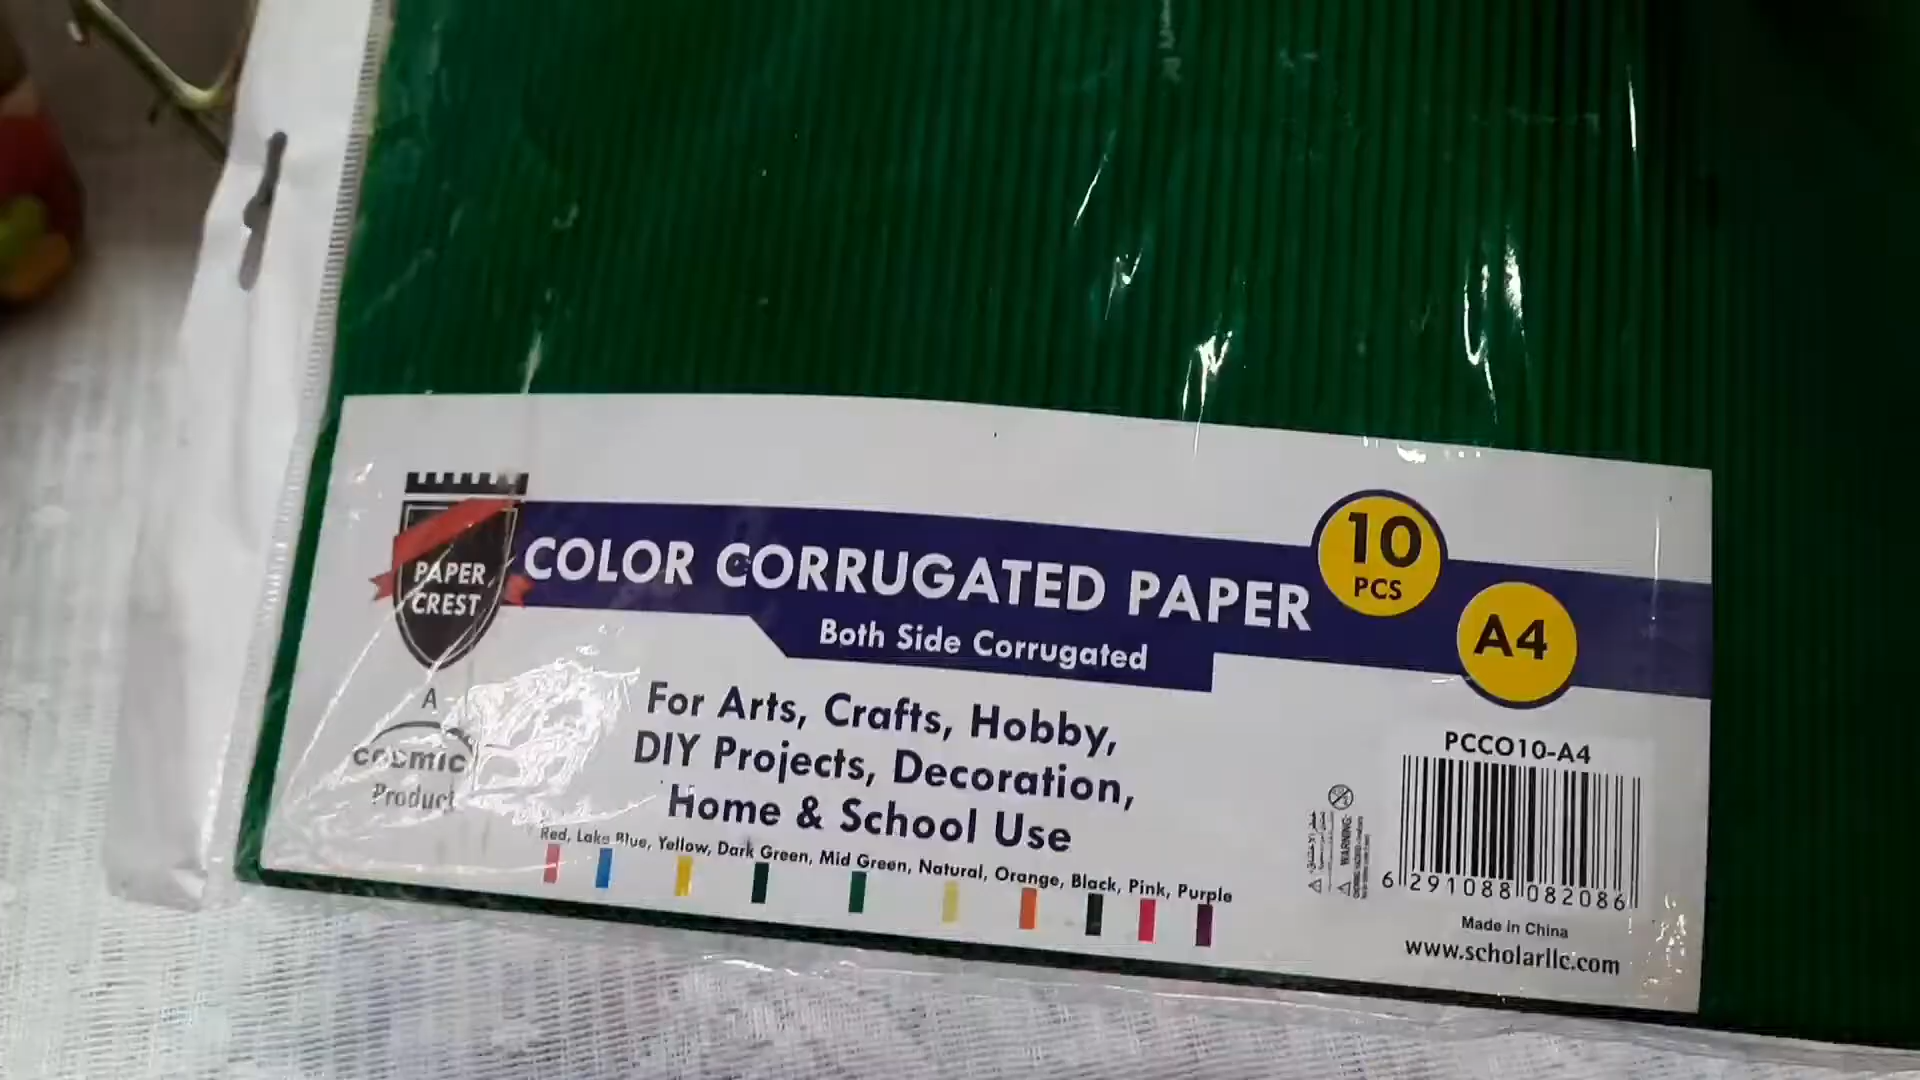 PAPER
CREST
COLOR CORRUGATED PAPER
Both Side Corrugated
10
PCS
A4
A
cosmic
Product
For Arts, Crafts, Hobby,
DIY Projects, Decoration,
Home & School Use
Red, Lake Blue, Yellow, Dark Green, Mid Green, Natural, Orange, Black, Pink, Purple
PCCO10-A4
WARNING:
6 291088 082086
Made in China
www.scholarllc.com